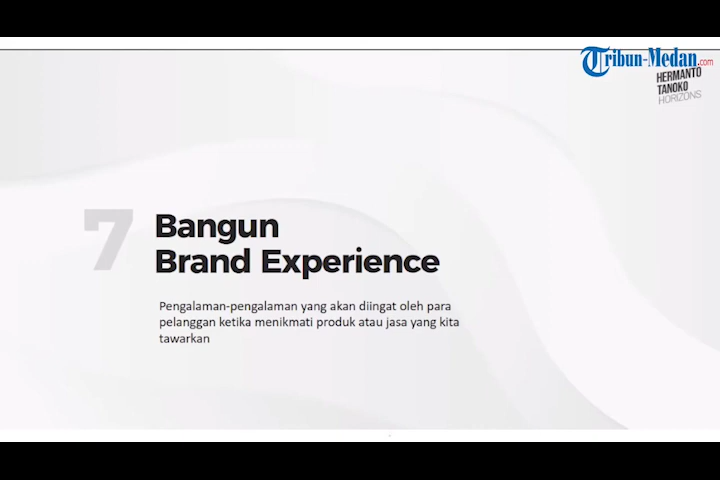 Tribun-Medan.com
HERMANTO
TANOKO
HORIZONS
7
Bangun
Brand Experience
Pengalaman-pengalaman yang akan diingat oleh para
pelanggan ketika menikmati produk atau jasa yang kita
tawarkan